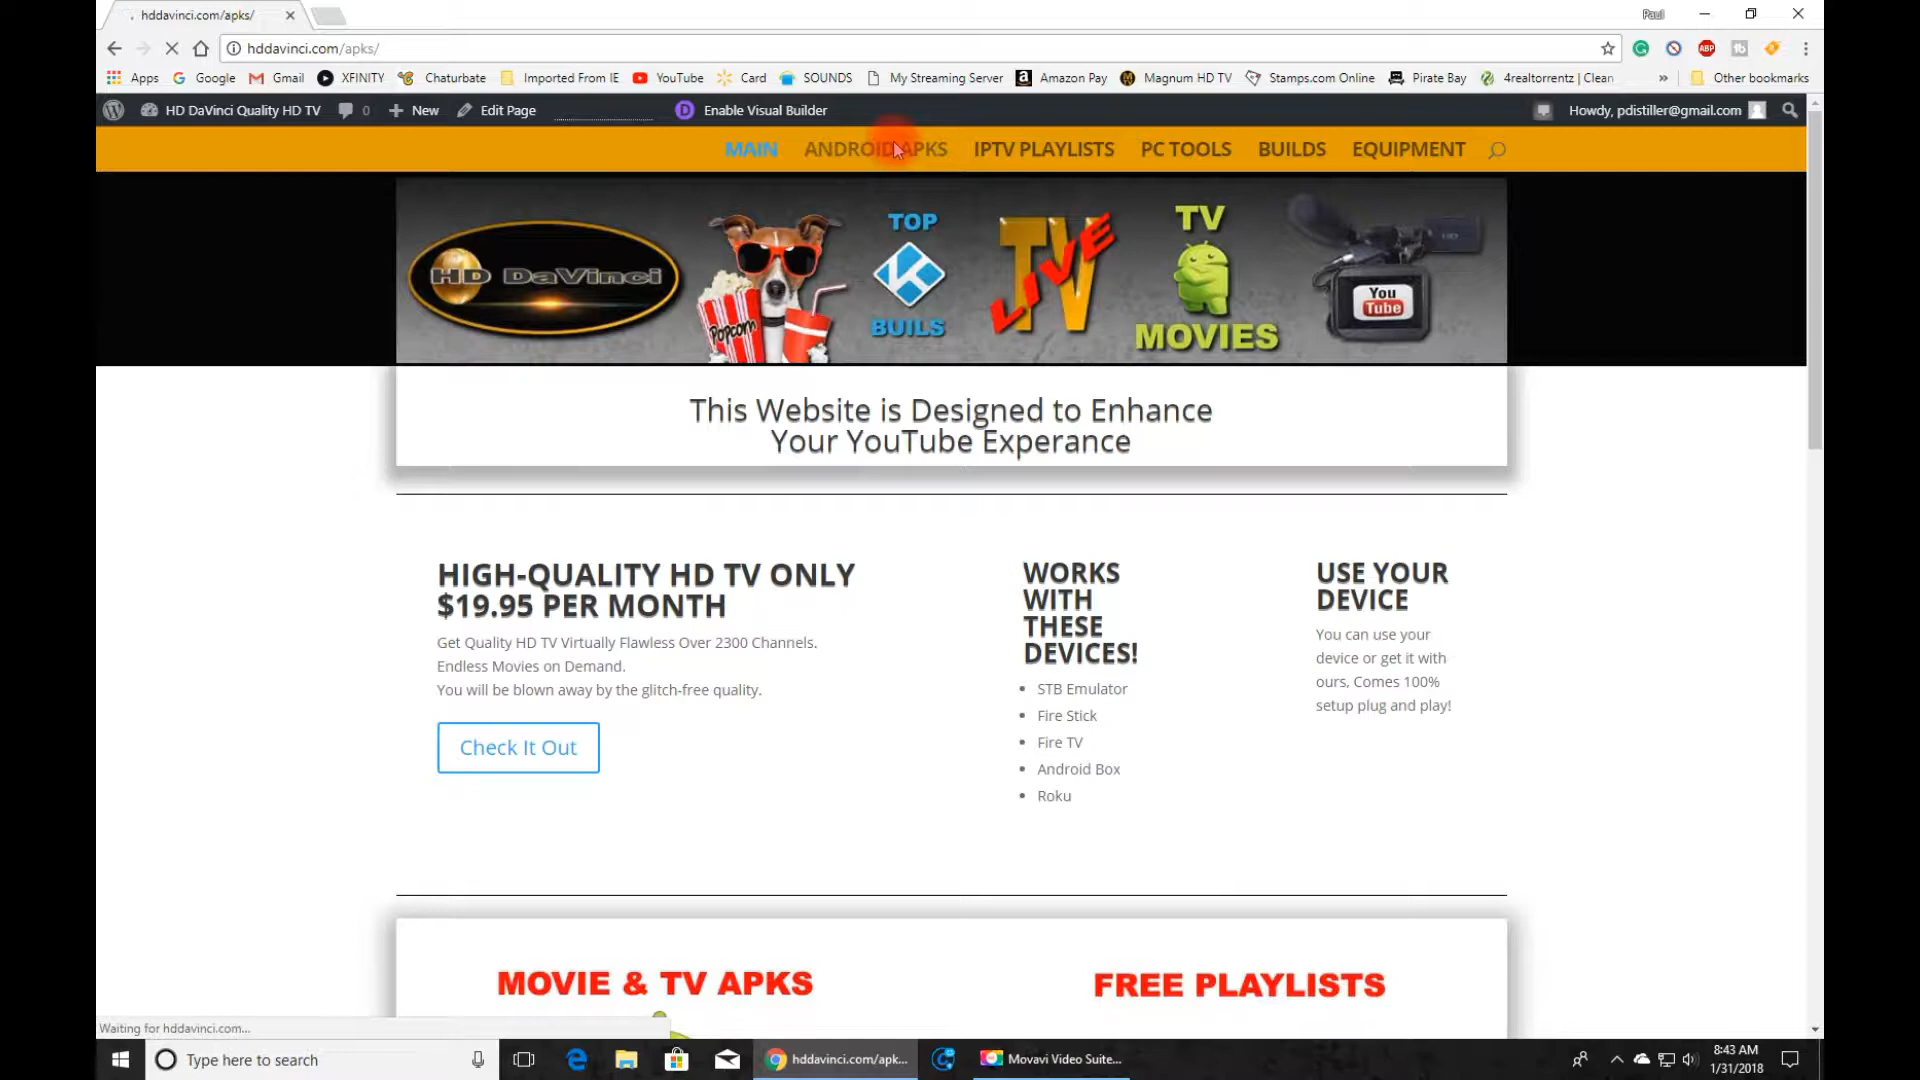 hddavinci.com/apks/
Paul
hddavinci.com/apks/
Apps Google Gmail XFINITY Chaturbate Imported From IE YouTube Card SOUNDS My Streaming Server Amazon Pay Magnum HD TV Stamps.com Online Pirate Bay 4realtorrentz | Clean » Other bookmarks
HD DaVinci Quality HD TV 0 New Edit Page Enable Visual Builder Howdy, pdistiller@gmail.com
MAIN ANDROID APKS IPTV PLAYLISTS PC TOOLS BUILDS EQUIPMENT
HD DaVinci
Popcorn
TOP
BUILS
TV
LIVE
TV
MOVIES
HD
You
Tube
This Website is Designed to Enhance
Your YouTube Experance
HIGH-QUALITY HD TV ONLY
$19.95 PER MONTH
Get Quality HD TV Virtually Flawless Over 2300 Channels.
Endless Movies on Demand.
You will be blown away by the glitch-free quality.
Check It Out
WORKS
WITH
THESE
DEVICES!
• STB Emulator
• Fire Stick
• Fire TV
• Android Box
• Roku
USE YOUR
DEVICE
You can use your
device or get it with
ours, Comes 100%
setup plug and play!
MOVIE & TV APKS
FREE PLAYLISTS
Waiting for hddavinci.com...
Type here to search
hddavinci.com/apk...
Movavi Video Suite...
8:43 AM
1/31/2018